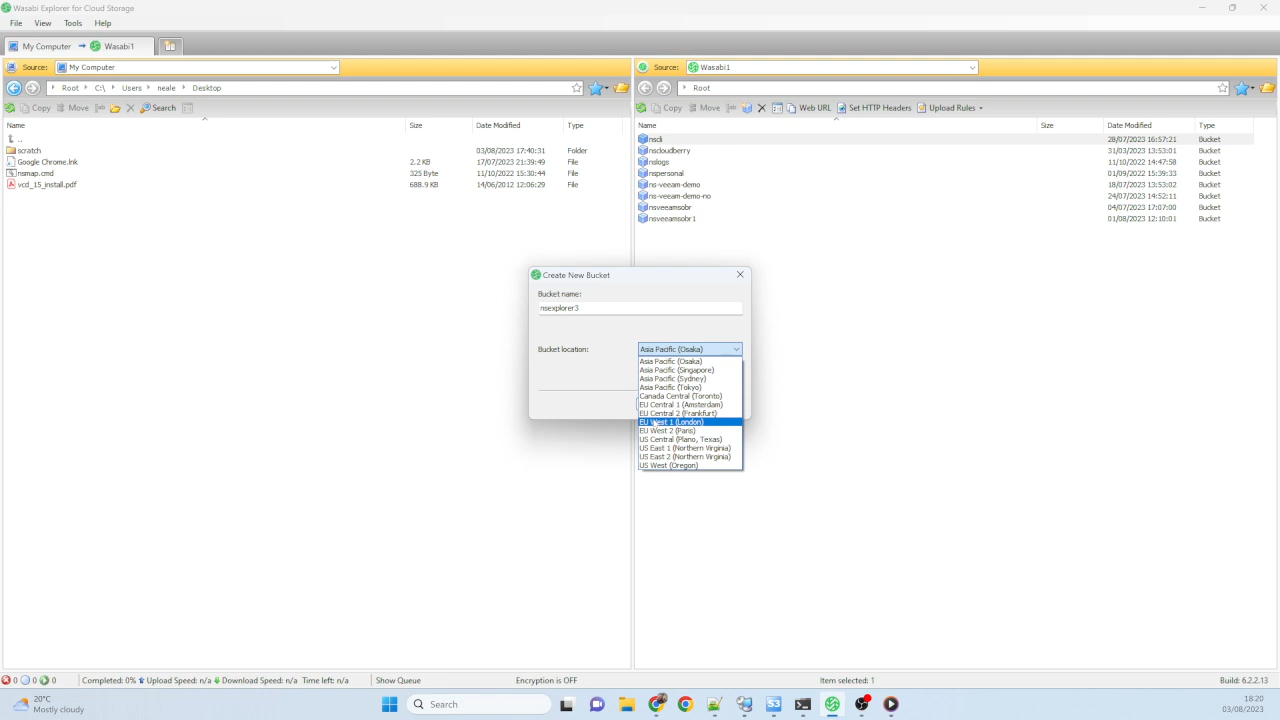 Wasabi Explorer for Cloud Storage
File View Tools Help
My Computer Wasabi1
Source: My Computer
Root C:\ Users neale Desktop
Copy Move Search
Name Size Date Modified Type
..
scratch 03/08/2023 17:40:31 Folder
Google Chrome.lnk 2.2 KB 17/07/2023 21:39:49 File
nsmap.cmd 325 Byte 11/10/2022 15:30:44 File
vcd_15_install.pdf 688.9 KB 14/06/2012 12:06:29 File
Source: Wasabi1
Root
Copy Move Web URL Set HTTP Headers Upload Rules
Name Size Date Modified Type
nscli 28/07/2023 16:57:21 Bucket
nscloudberry 31/03/2023 13:53:01 Bucket
nslogs 11/10/2022 14:47:58 Bucket
nspersonal 01/09/2022 15:39:33 Bucket
ns-veeam-demo 18/07/2023 13:53:02 Bucket
ns-veeam-demo-no 24/07/2023 14:52:11 Bucket
nsveeamsobr 04/07/2023 17:07:00 Bucket
nsveeamsobr1 01/08/2023 12:10:01 Bucket
Create New Bucket
Bucket name:
nsexplorer3
Bucket location: Asia Pacific (Osaka)
Asia Pacific (Osaka)
Asia Pacific (Singapore)
Asia Pacific (Sydney)
Asia Pacific (Tokyo)
Canada Central (Toronto)
EU Central 1 (Amsterdam)
EU Central 2 (Frankfurt)
EU West 1 (London)
EU West 2 (Paris)
US Central (Plano, Texas)
US East 1 (Northern Virginia)
US East 2 (Northern Virginia)
US West (Oregon)
0 0 0 Completed: 0% Upload Speed: n/a Download Speed: n/a Time left: n/a Show Queue Encryption is OFF Item selected: 1 Build: 6.2.2.13
20°C
Mostly cloudy
Search
S3
18:20
03/08/2023